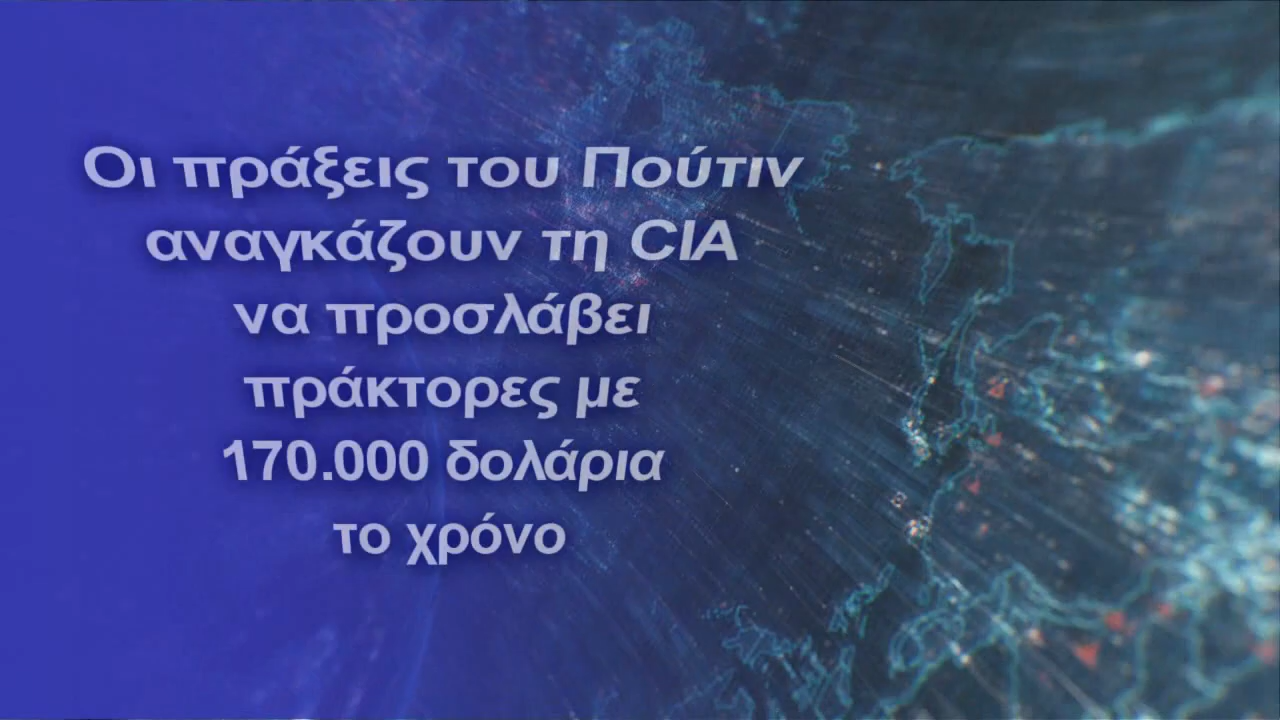 Οι πράξεις του Πούτιν
αναγκάζουν τη CIA
να προσλάβει
πράκτορες με
170.000 δολάρια
το χρόνο